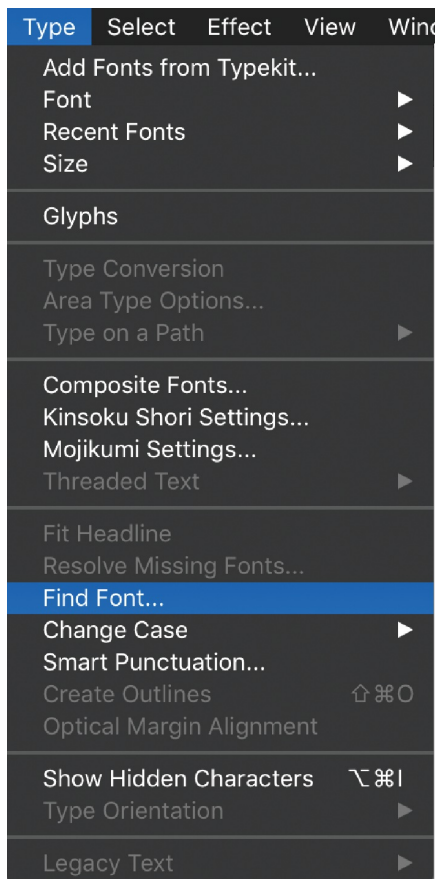 Type Select Effect View
Add Fonts from Typekit...
Font
Recent Fonts
Size
Glyphs
Type Conversion
Area Type Options...
Type on a Path
Composite Fonts...
Kinsoku Shori Settings...
Mojikumi Settings...
Threaded Text
Fit Headline
Resolve Missing Fonts...
Find Font...
Change Case
Smart Punctuation...
Create Outlines ⇧⌘O
Optical Margin Alignment
Show Hidden Characters ⌥⌘I
Type Orientation
Legacy Text